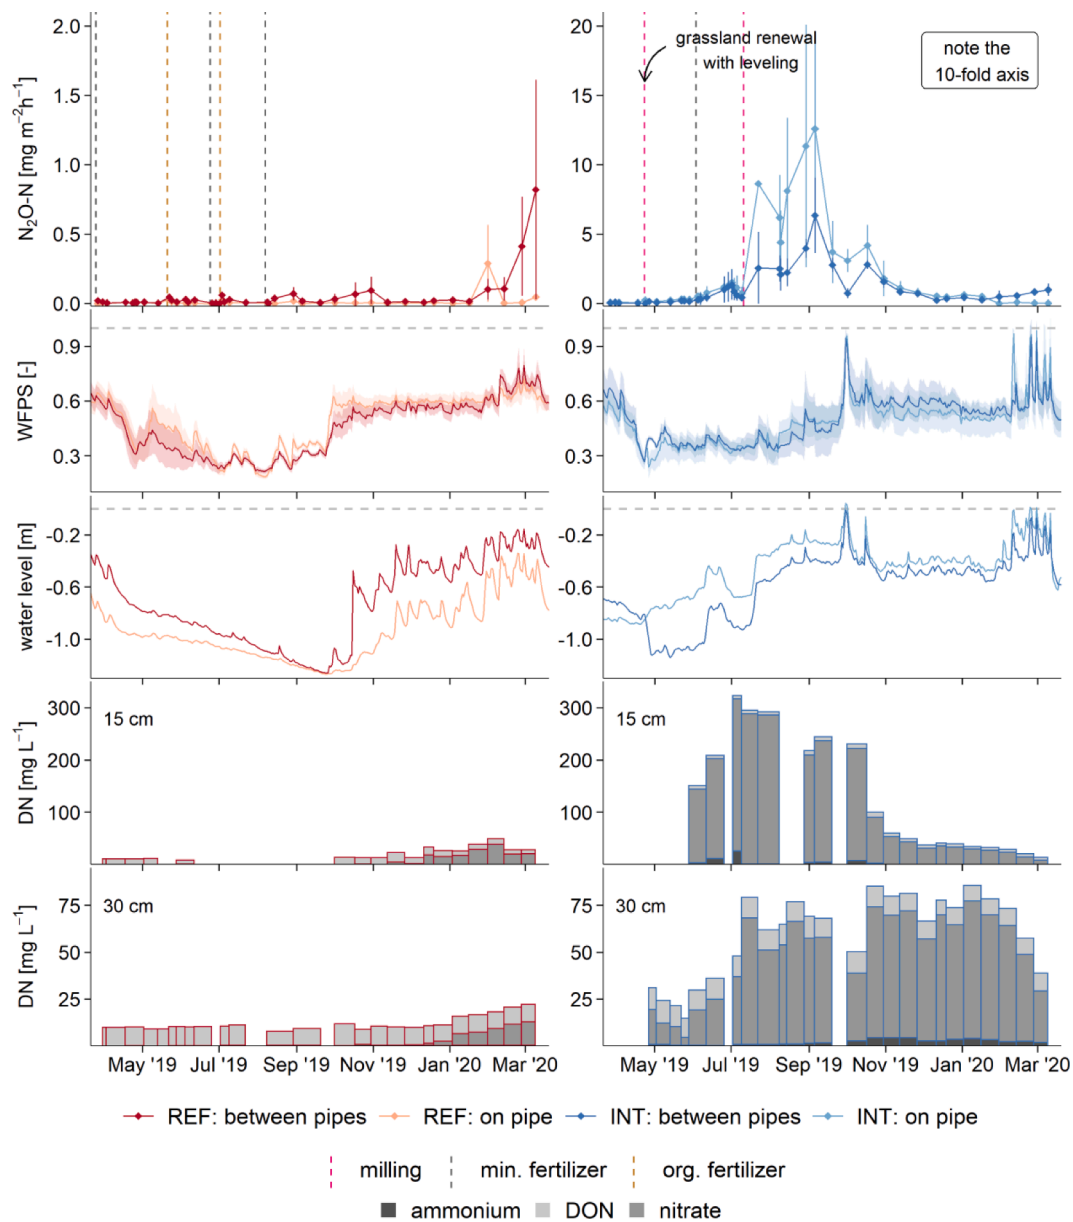 2.0
1.5
1.0
0.5
0.0
N₂O-N [mg m⁻²h⁻¹]
20
15
10
5
0
grassland renewal
with leveling
note the
10-fold axis
0.9
0.6
0.3
WFPS [-]
0.9
0.6
0.3
-0.2
-0.6
-1.0
water level [m]
-0.2
-0.6
-1.0
300
200
100
DN [mg L⁻¹]
15 cm
300
200
100
15 cm
75
50
25
DN [mg L⁻¹]
30 cm
75
50
25
30 cm
May '19 Jul '19 Sep '19 Nov '19 Jan '20 Mar '20
May '19 Jul '19 Sep '19 Nov '19 Jan '20 Mar '20
REF: between pipes REF: on pipe INT: between pipes INT: on pipe
milling min. fertilizer org. fertilizer
ammonium DON nitrate